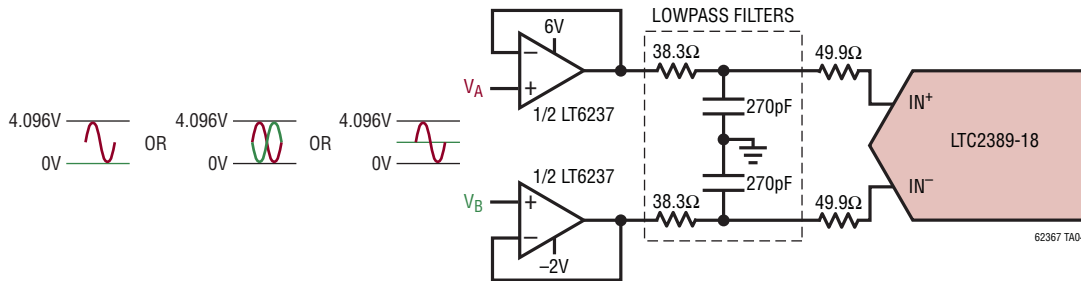 LOWPASS FILTERS
6V
38.3Ω
49.9Ω
−
+
VA
1/2 LT6237
270pF
IN+
4.096V
0V
OR
4.096V
0V
OR
4.096V
0V
LTC2389-18
1/2 LT6237
270pF
VB
+
−
38.3Ω
49.9Ω
IN−
–2V
62367 TA0